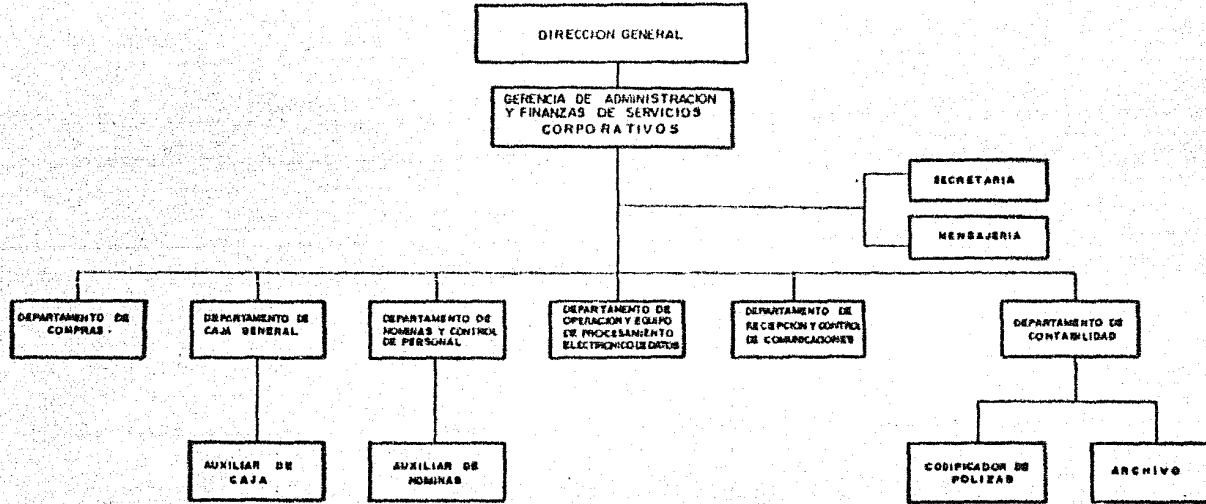 DIRECCION GENERAL
GERENCIA DE ADMINISTRACION
Y FINANZAS DE SERVICIOS
CORPORATIVOS
SECRETARIA
MENSAJERIA
DEPARTAMENTO DE
COMPRAS.
DEPARTAMENTO DE
CAJA GENERAL
DEPARTAMENTO DE
NOMINAS Y CONTROL
DE PERSONAL
DEPARTAMENTO DE
OPERACION Y EQUIPO
DE PROCESAMIENTO
ELECTRONICO DE DATOS
DEPARTAMENTO DE
RECEPCION Y CONTROL
DE COMUNICACIONES
DEPARTAMENTO DE
CONTABILIDAD
AUXILIAR DE
CAJA
AUXILIAR DE
NOMINAS
CODIFICADOR DE
POLIZAS
ARCHIVO